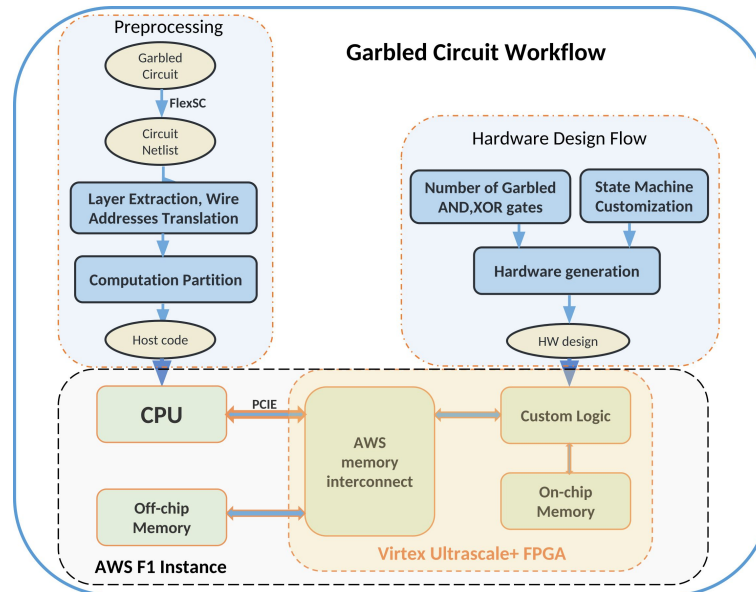 Preprocessing
Garbled Circuit Workflow
Garbled
Circuit
FlexSC
Circuit
Netlist
Layer Extraction, Wire
Addresses Translation
Computation Partition
Host code
Hardware Design Flow
Number of Garbled
AND,XOR gates
State Machine
Customization
Hardware generation
HW design
CPU
PCIE
AWS
memory
interconnect
Custom Logic
Off-chip
Memory
On-chip
Memory
Virtex Ultrascale+ FPGA
AWS F1 Instance